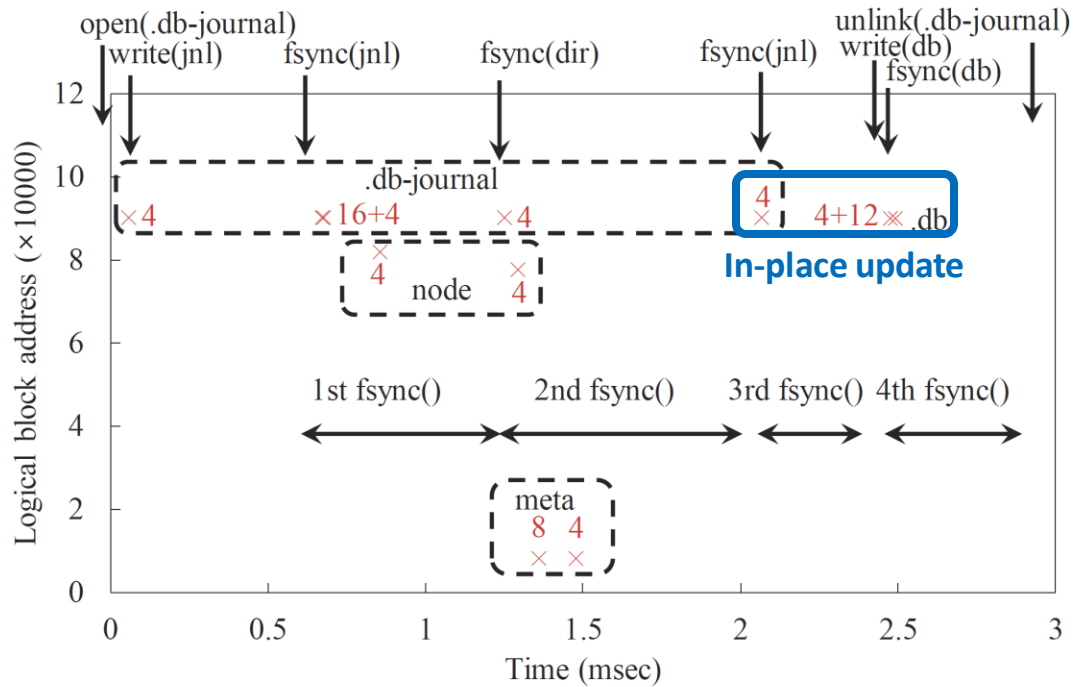 open(.db-journal)
unlink(.db-journal)
write(jnl)
fsync(jnl)
fsync(dir)
fsync(jnl)
write(db)
fsync(db)
12
10
8
6
4
2
0
Logical block address (×10000)
.db-journal
4
16+4
4
4
4+12
.db
In-place update
4
node
4
1st fsync()
2nd fsync()
3rd fsync()
4th fsync()
meta
8 4
0
0.5
1
1.5
2
2.5
3
Time (msec)